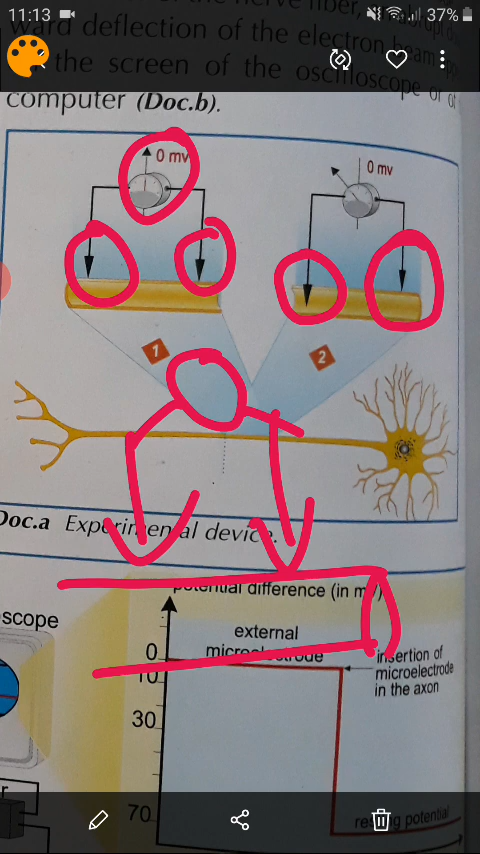 11:13
37%
ward deflection of the electron beam
the screen of the oscilloscope or of
computer (Doc.b).
0 mv
0 mv
1
2
Doc.a Experimental device.
potential difference (in mv)
scope
external
microelectrode
insertion of
microelectrode
in the axon
0
10
30
70
resting potential